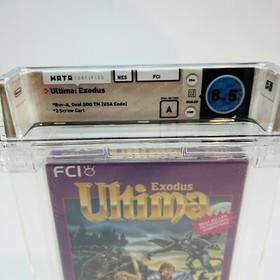 WATA CERTIFIED NES FCI
Ultima: Exodus
*Rev-A, Oval SOQ TM (USA Code)
*3 Screw Cart
A
8.5
FCI
Exodus
Ultima